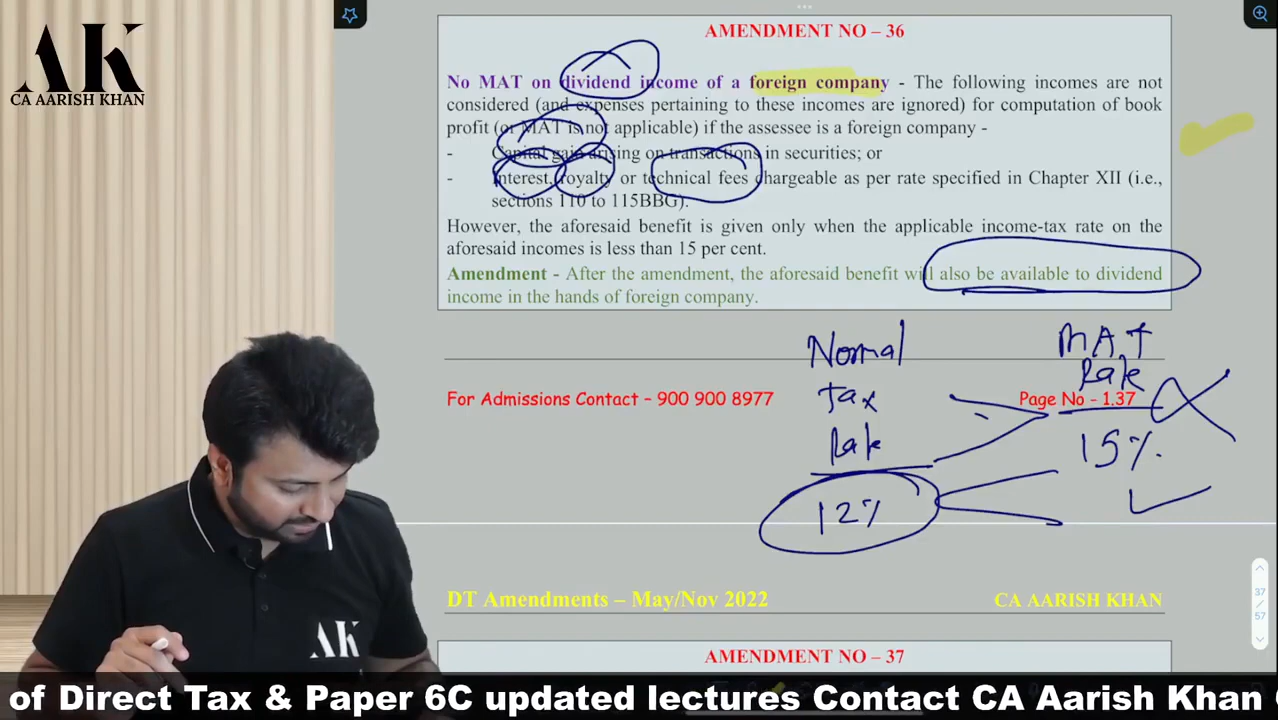 AK
CA AARISH KHAN
AMENDMENT NO – 36
No MAT on dividend income of a foreign company - The following incomes are not
considered (and expenses pertaining to these incomes are ignored) for computation of book
profit (or MAT is not applicable) if the assessee is a foreign company -
- Capital gain arising on transactions in securities; or
- Interest, royalty or technical fees chargeable as per rate specified in Chapter XII (i.e.,
sections 110 to 115BBG).
However, the aforesaid benefit is given only when the applicable income-tax rate on the
aforesaid incomes is less than 15 per cent.
Amendment - After the amendment, the aforesaid benefit will also be available to dividend
income in the hands of foreign company.
Normal
Tax
Rate
12%
MAT
Rate
15%
For Admissions Contact – 900 900 8977
Page No - 1.37
37
/
57
DT Amendments – May/Nov 2022
CA AARISH KHAN
AK
AMENDMENT NO – 37
of Direct Tax & Paper 6C updated lectures Contact CA Aarish Khan